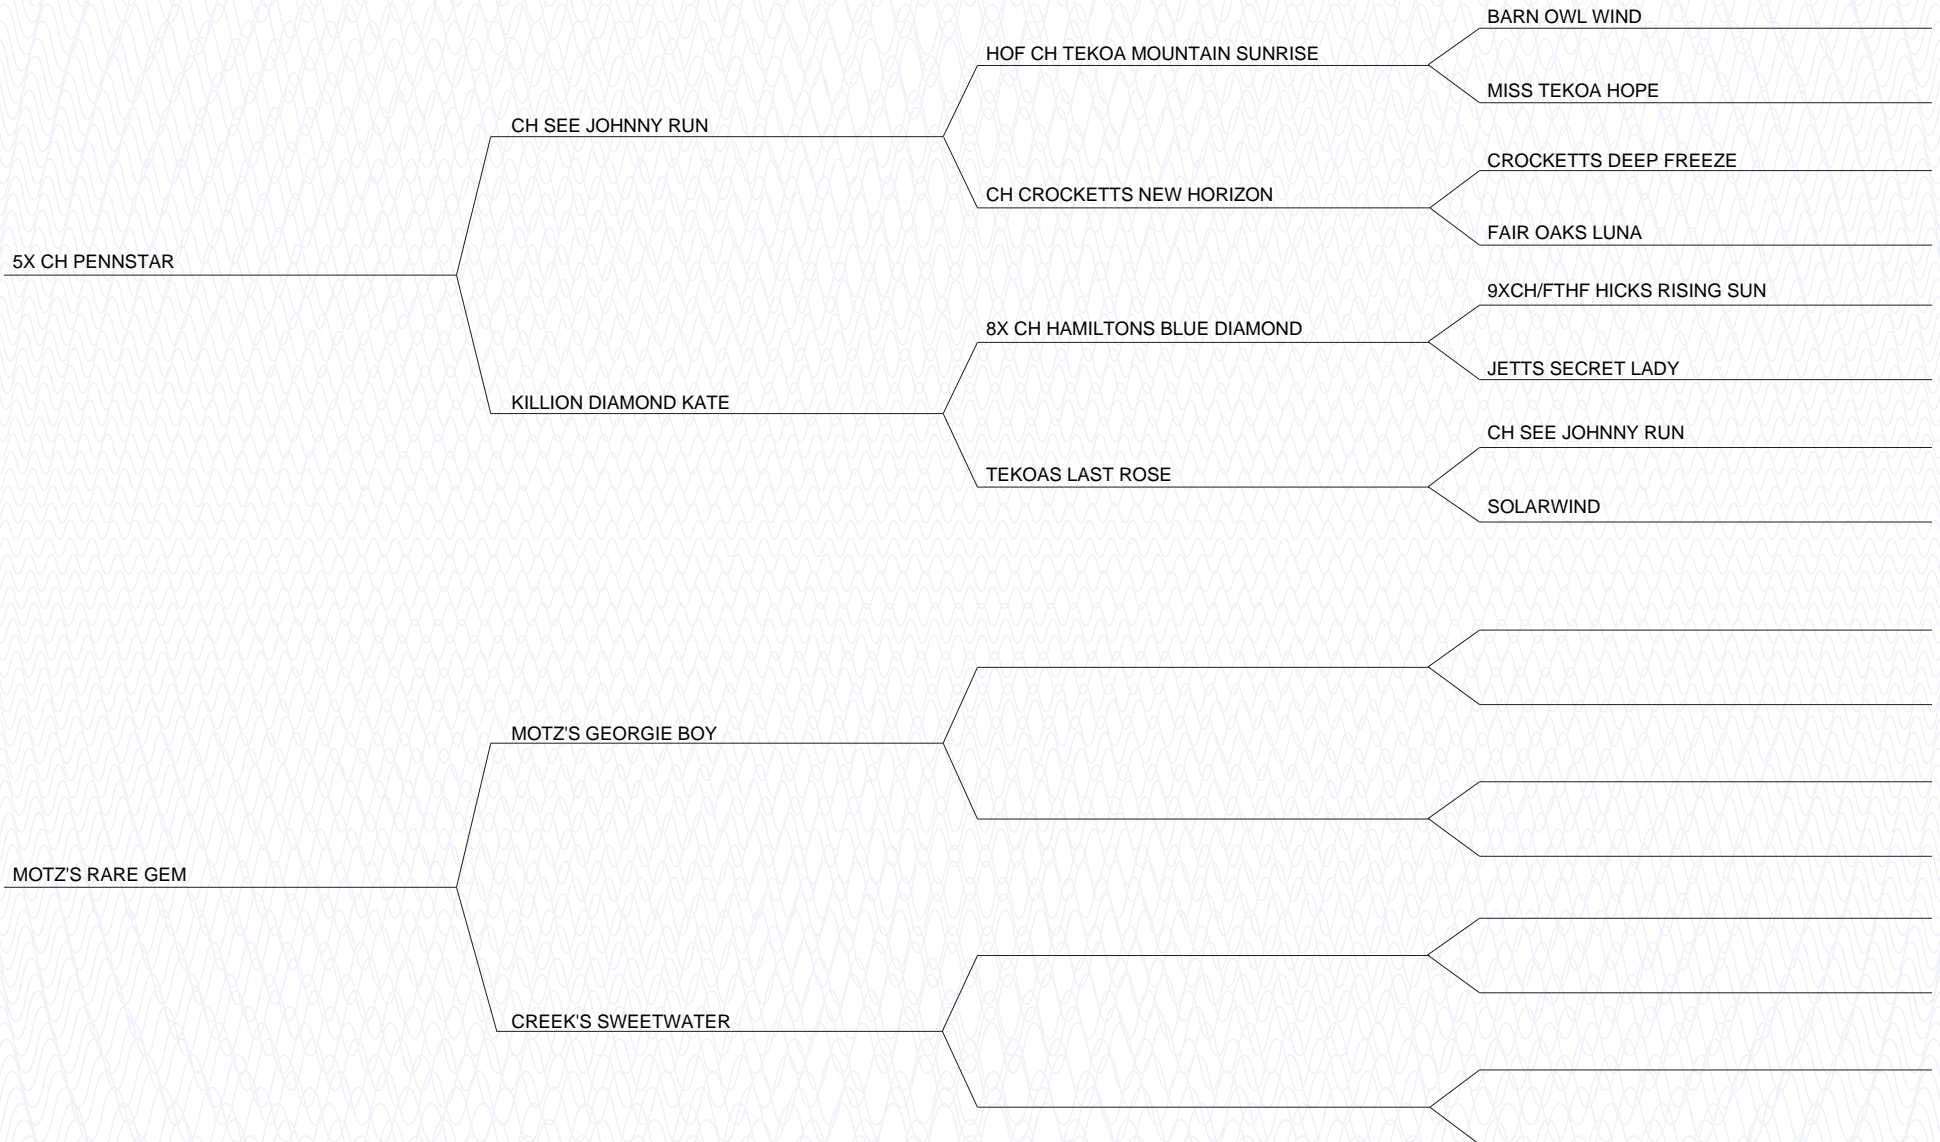 BARN OWL WIND
HOF CH TEKOA MOUNTAIN SUNRISE
MISS TEKOA HOPE
CH SEE JOHNNY RUN
CROCKETTS DEEP FREEZE
CH CROCKETTS NEW HORIZON
FAIR OAKS LUNA
5X CH PENNSTAR
9XCH/FTHF HICKS RISING SUN
8X CH HAMILTONS BLUE DIAMOND
JETTS SECRET LADY
KILLION DIAMOND KATE
CH SEE JOHNNY RUN
TEKOAS LAST ROSE
SOLARWIND
MOTZ'S GEORGIE BOY
MOTZ'S RARE GEM
CREEK'S SWEETWATER